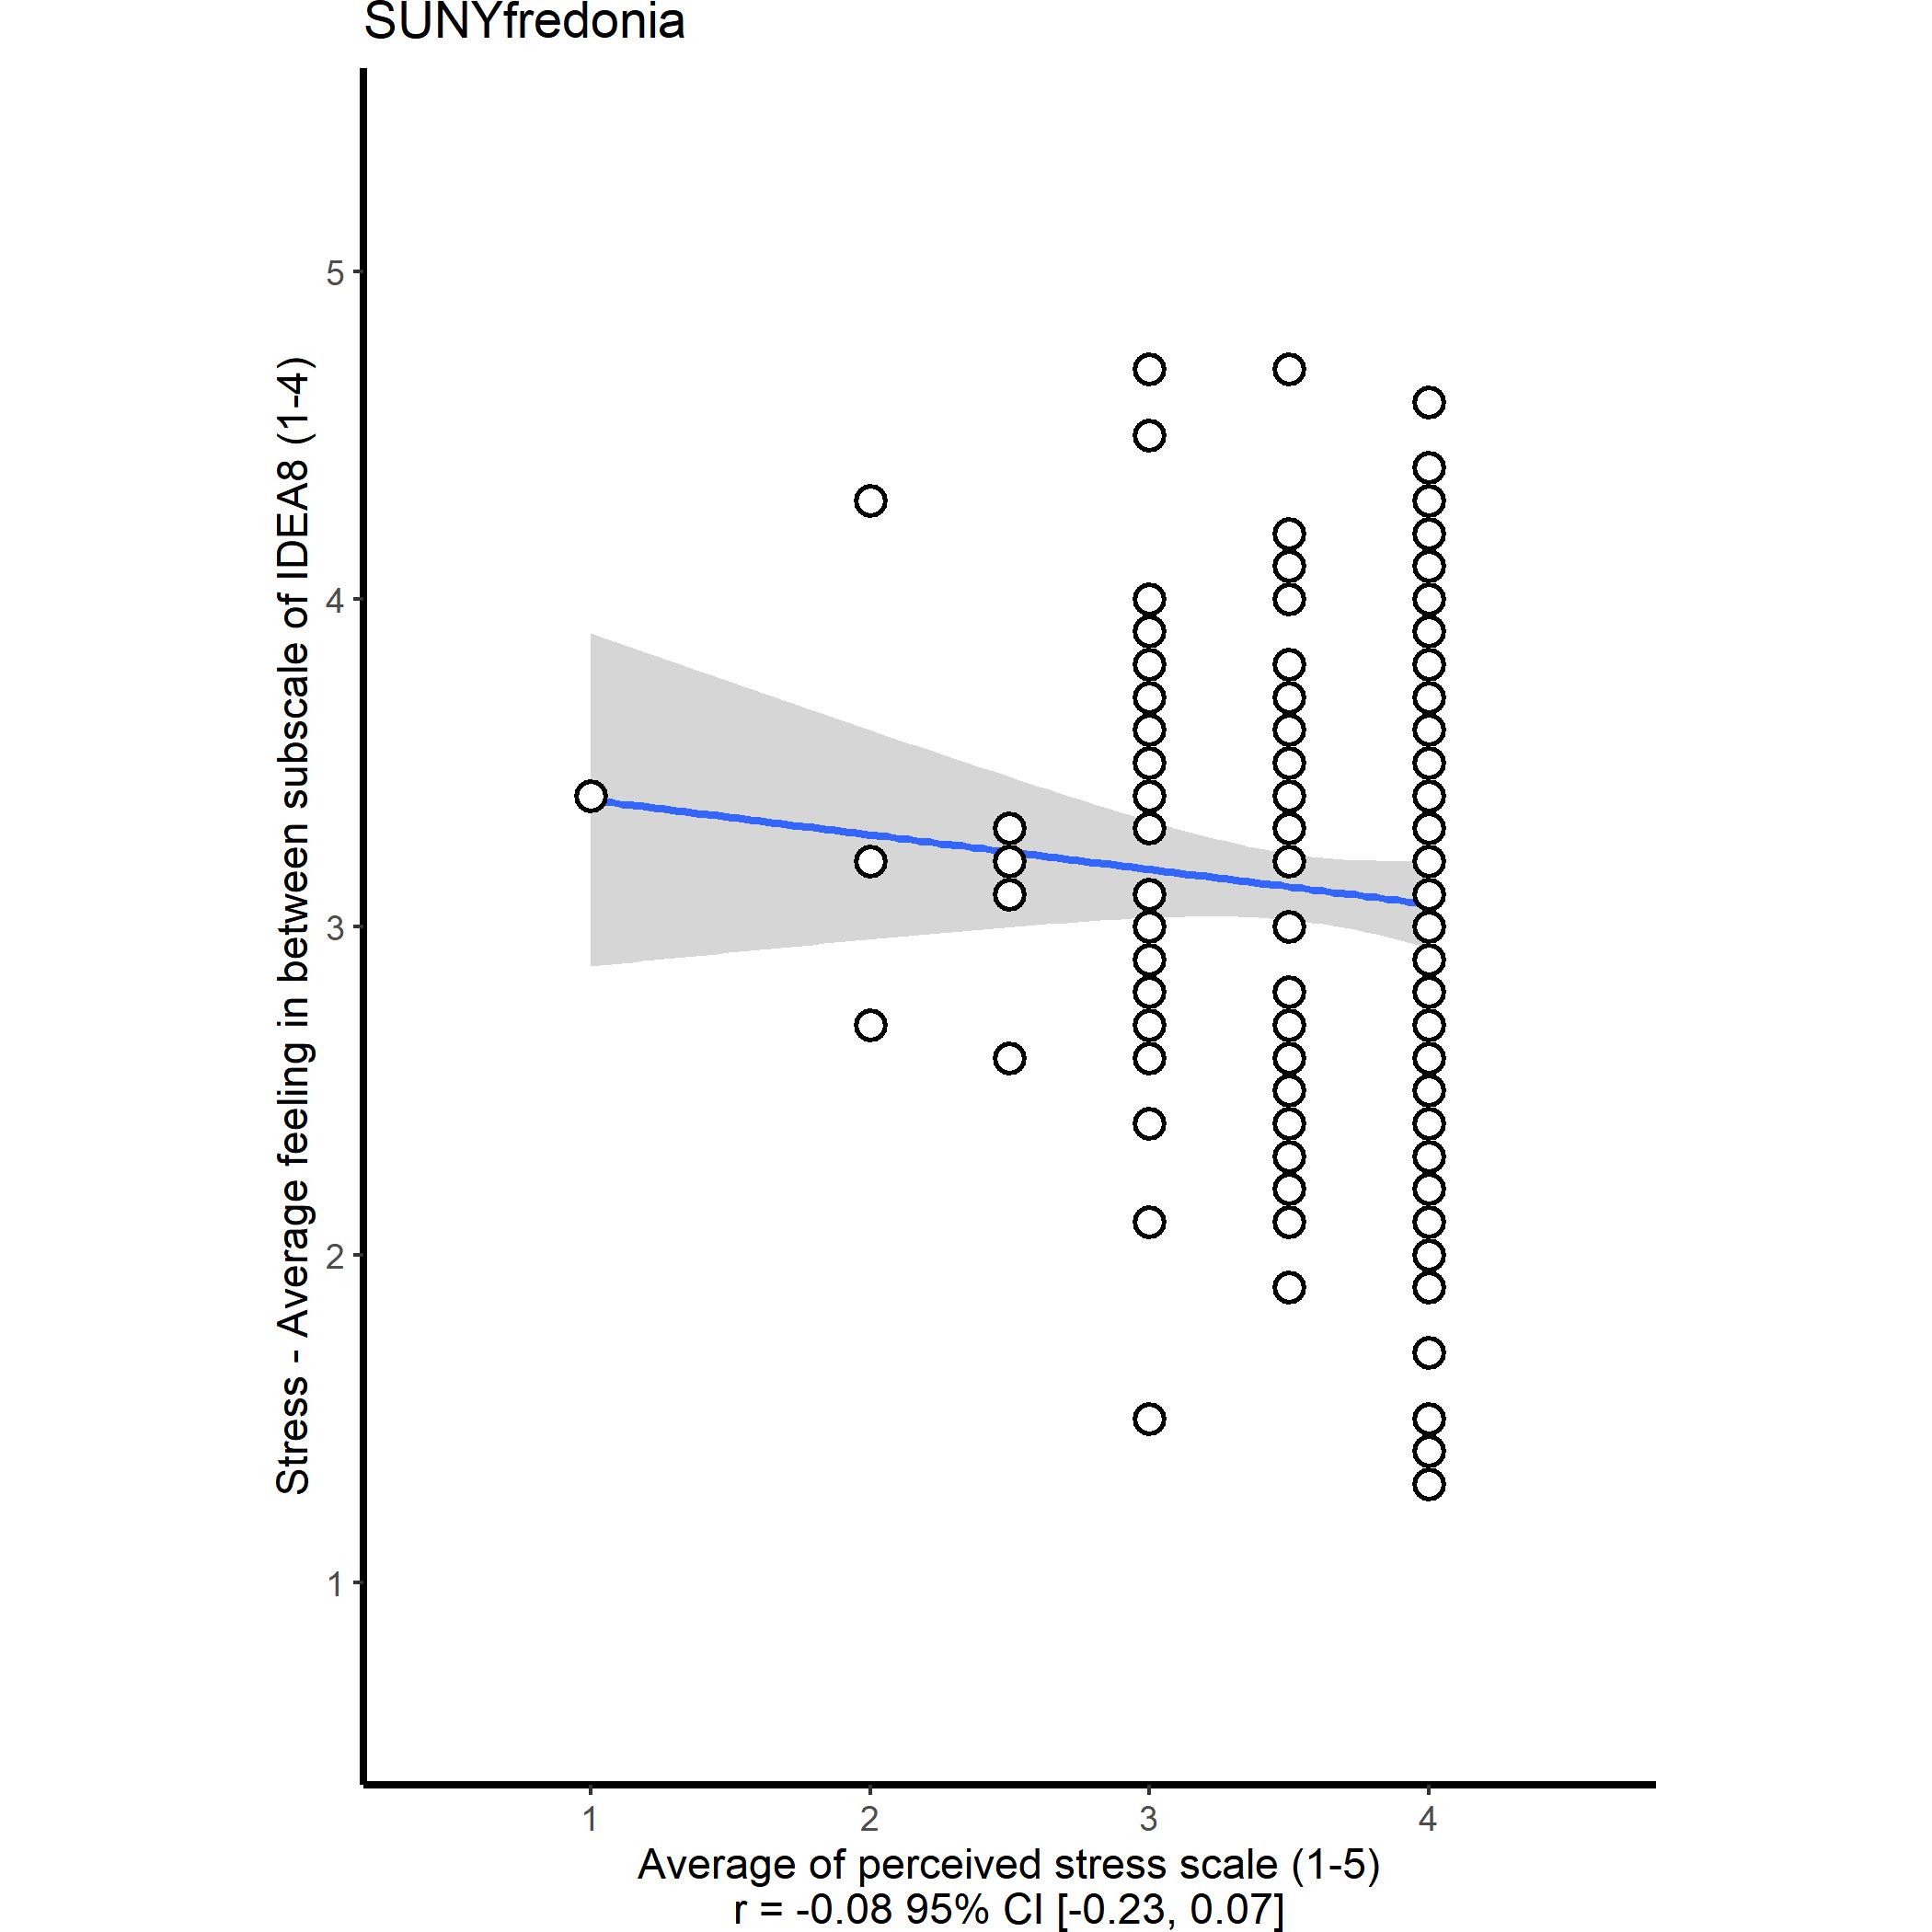 SUNYfredonia
Stress - Average feeling in between subscale of IDEA8 (1-4)
5
4
3
2
1
1 2 3 4
Average of perceived stress scale (1-5)
r = -0.08 95% CI [-0.23, 0.07]